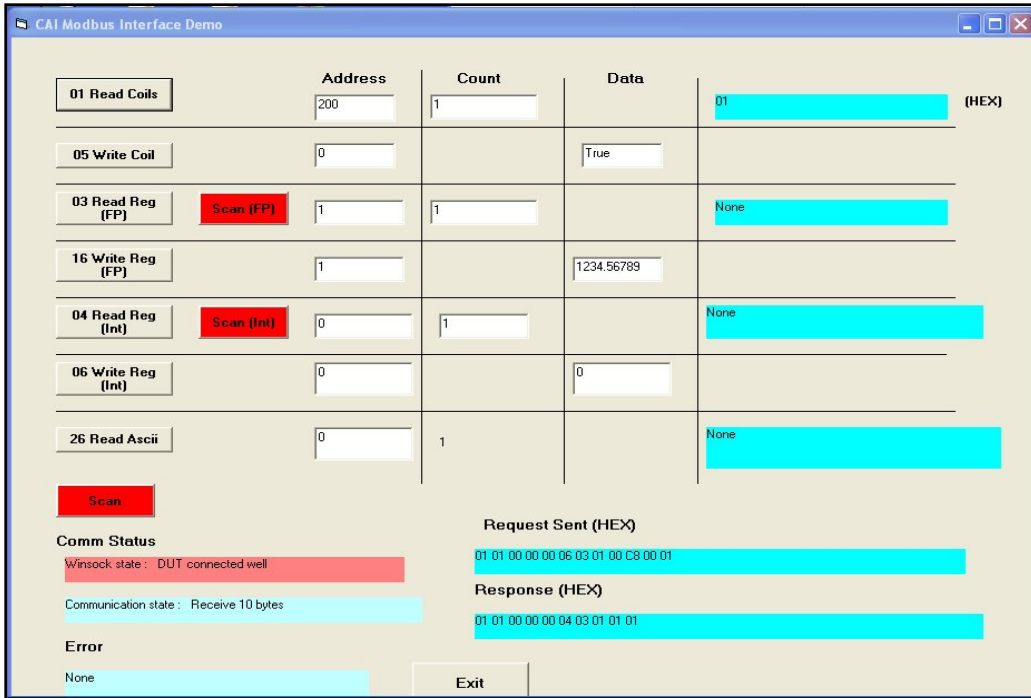 CAI Modbus Interface Demo
Address Count Data
01 Read Coils 200 1 01 (HEX)
05 Write Coil 0 True
03 Read Reg (FP) Scan (FP) 1 1 None
16 Write Reg (FP) 1 1234.56789
04 Read Reg (Int) Scan (Int) 0 1 None
06 Write Reg (Int) 0 0
26 Read Ascii 0 1 None
Scan
Request Sent (HEX)
Comm Status
01 01 00 00 00 06 03 01 00 C8 00 01
Winsock state : DUT connected well
Response (HEX)
Communication state : Receive 10 bytes
01 01 00 00 00 04 03 01 01 01
Error
None
Exit